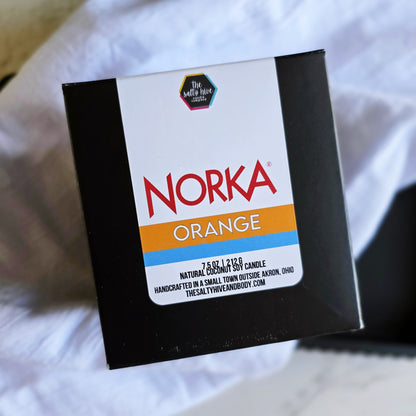 the
salty hive
NORKA®
ORANGE
7.5 OZ | 212 G
NATURAL COCONUT SOY CANDLE
HANDCRAFTED IN A SMALL TOWN OUTSIDE AKRON, OHIO
THESALTYHIVEANDBODY.COM